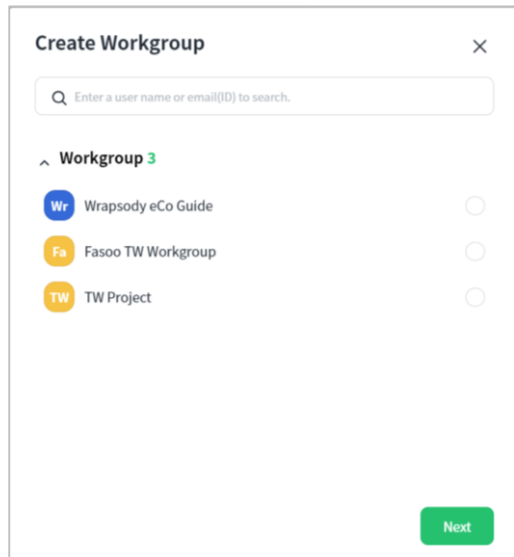 Create Workgroup
Enter a user name or email(ID) to search.
Workgroup 3
Wr Wrapsody eCo Guide
Fa Fasoo TW Workgroup
TW TW Project
Next